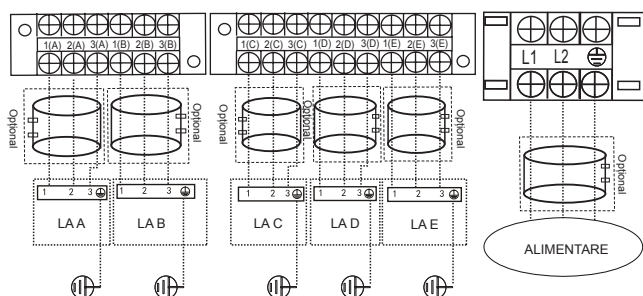 1(A) 2(A) 3(A) 1(B) 2(B) 3(B)
1(C) 2(C) 3(C) 1(D) 2(D) 3(D) 1(E) 2(E) 3(E)
L1 L2
Optional
Optional
Optional
Optional
Optional
Optional
1 2 3
1 2 3
1 2 3
1 2 3
1 2 3
LA A
LA B
LA C
LA D
LA E
ALIMENTARE